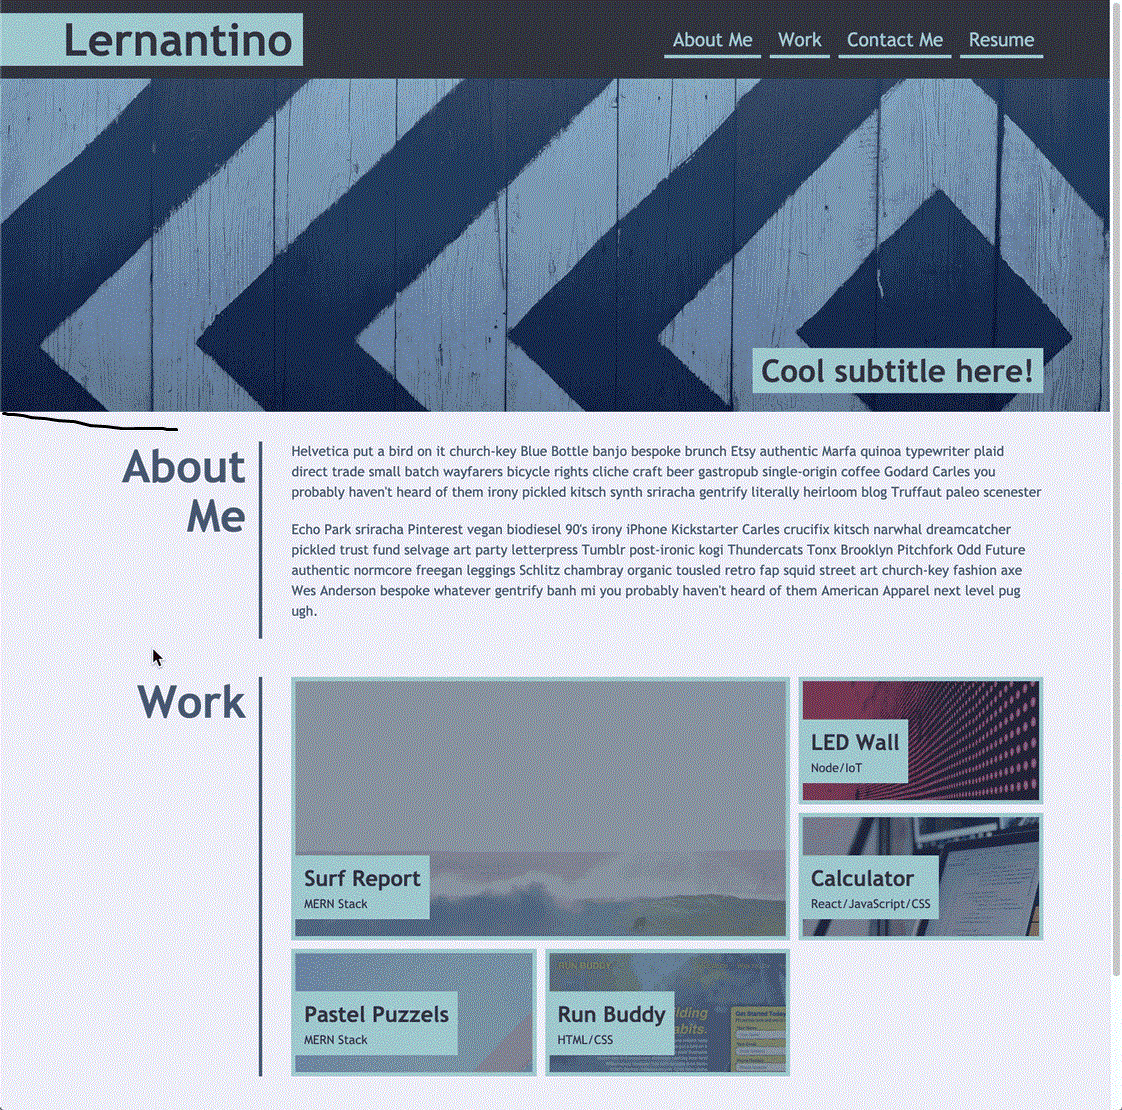 Lernantino
About Me Work Contact Me Resume
Cool subtitle here!
About
Me
Helvetica put a bird on it church-key Blue Bottle banjo bespoke brunch Etsy authentic Marfa quinoa typewriter plaid
direct trade small batch wayfarers bicycle rights cliche craft beer gastropub single-origin coffee Godard Carles you
probably haven't heard of them irony pickled kitsch synth sriracha gentrify literally heirloom blog Truffaut paleo scenester
Echo Park sriracha Pinterest vegan biodiesel 90's irony iPhone Kickstarter Carles crucifix kitsch narwhal dreamcatcher
pickled trust fund selvage art party letterpress Tumblr post-ironic kogi Thundercats Tonx Brooklyn Pitchfork Odd Future
authentic normcore freegan leggings Schlitz chambray organic tousled retro fap squid street art church-key fashion axe
Wes Anderson bespoke whatever gentrify banh mi you probably haven't heard of them American Apparel next level pug
ugh.
Work
LED Wall
Node/IoT
Surf Report
MERN Stack
Calculator
React/JavaScript/CSS
Pastel Puzzels
MERN Stack
RUN BUDDY
Run Buddy
HTML/CSS
Get Started Today